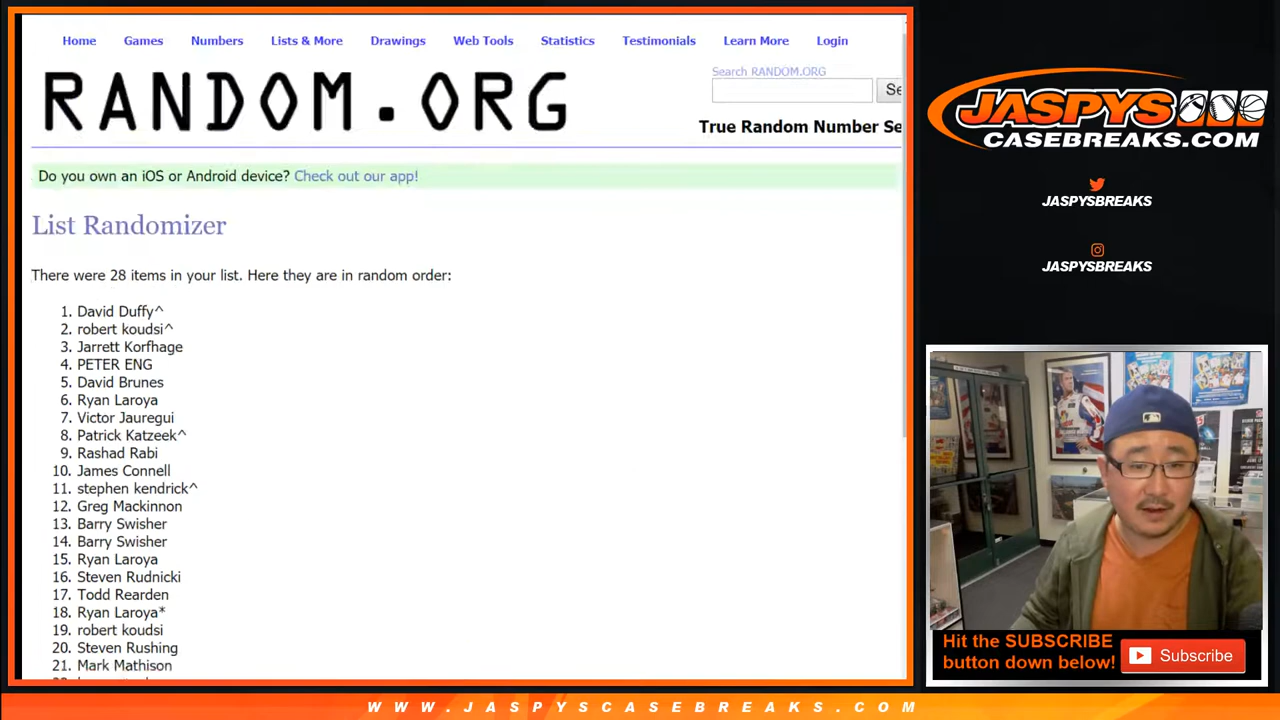 Home Games Numbers Lists & More Drawings Web Tools Statistics Testimonials Learn More Login
RANDOM.ORG
Search RANDOM.ORG
Se
True Random Number Se
Do you own an iOS or Android device? Check out our app!
List Randomizer
There were 28 items in your list. Here they are in random order:
1. David Duffy^
2. robert koudsi^
3. Jarrett Korfhage
4. PETER ENG
5. David Brunes
6. Ryan Laroya
7. Victor Jauregui
8. Patrick Katzeek^
9. Rashad Rabi
10. James Connell
11. stephen kendrick^
12. Greg Mackinnon
13. Barry Swisher
14. Barry Swisher
15. Ryan Laroya
16. Steven Rudnicki
17. Todd Rearden
18. Ryan Laroya*
19. robert koudsi
20. Steven Rushing
21. Mark Mathison
JASPYS
CASEBREAKS.COM
JASPYSBREAKS
JASPYSBREAKS
Hit the SUBSCRIBE
button down below!
Subscribe
WWW.JASPYSCASEBREAKS.COM